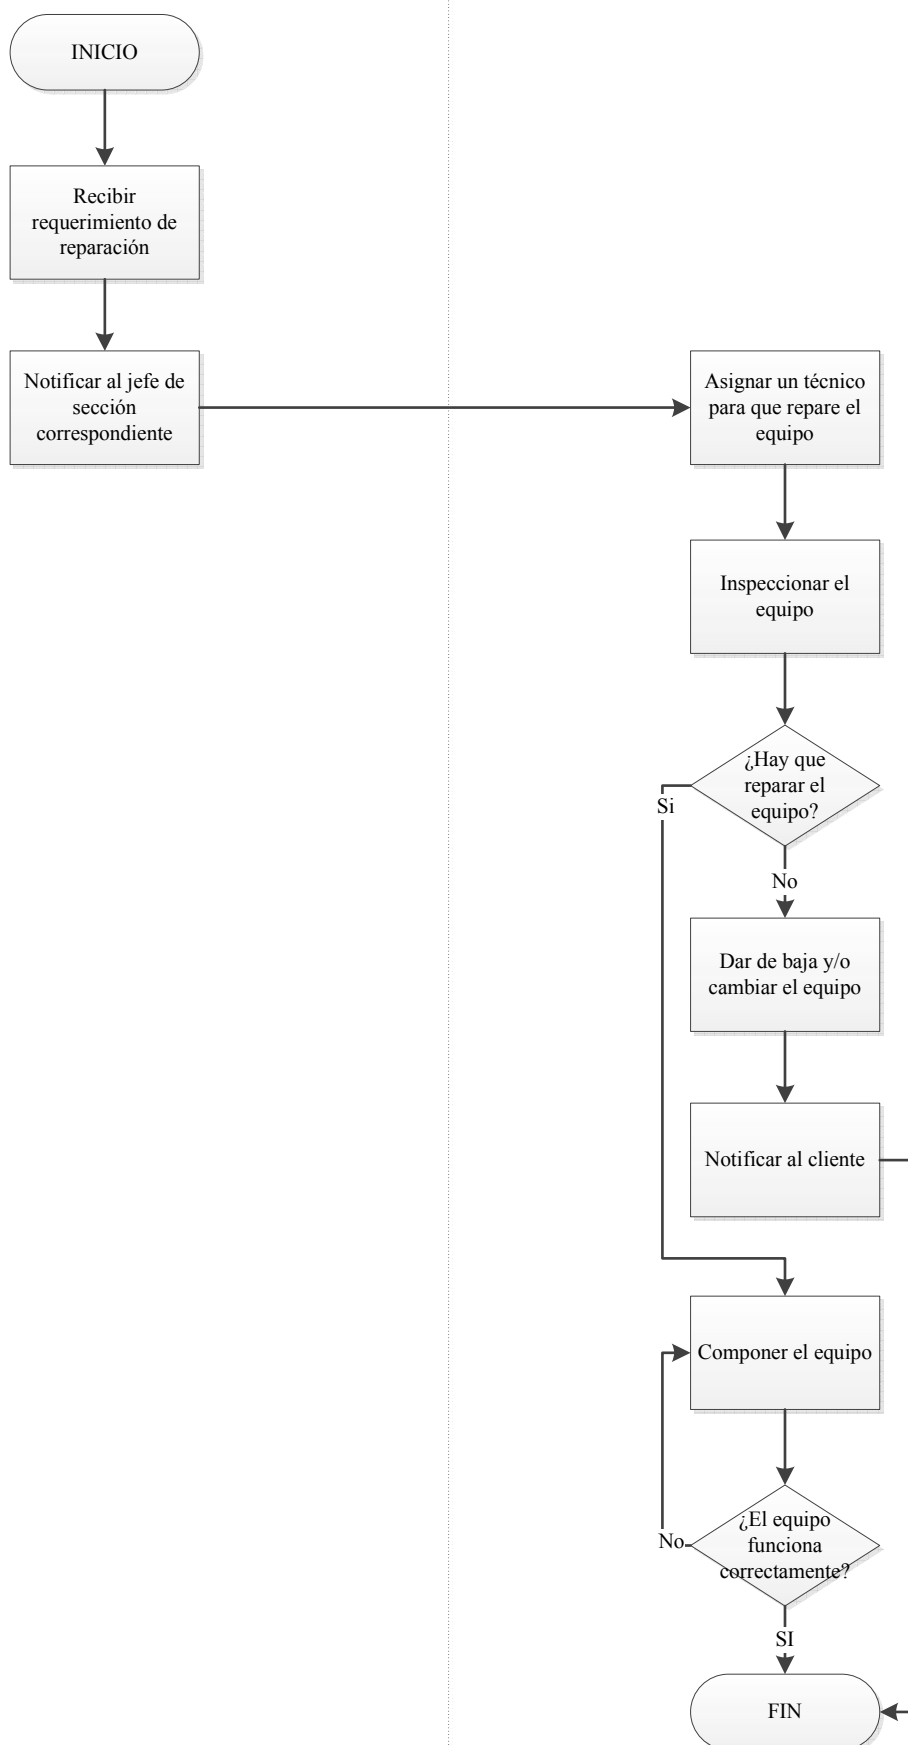 INICIO
Recibir
requerimiento de
reparación
Notificar al jefe de
sección
correspondiente
Asignar un técnico
para que repare el
equipo
Inspeccionar el
equipo
¿Hay que
reparar el
equipo?
Si
No
Dar de baja y/o
cambiar el equipo
Notificar al cliente
Componer el equipo
¿El equipo
funciona
correctamente?
No
SI
FIN